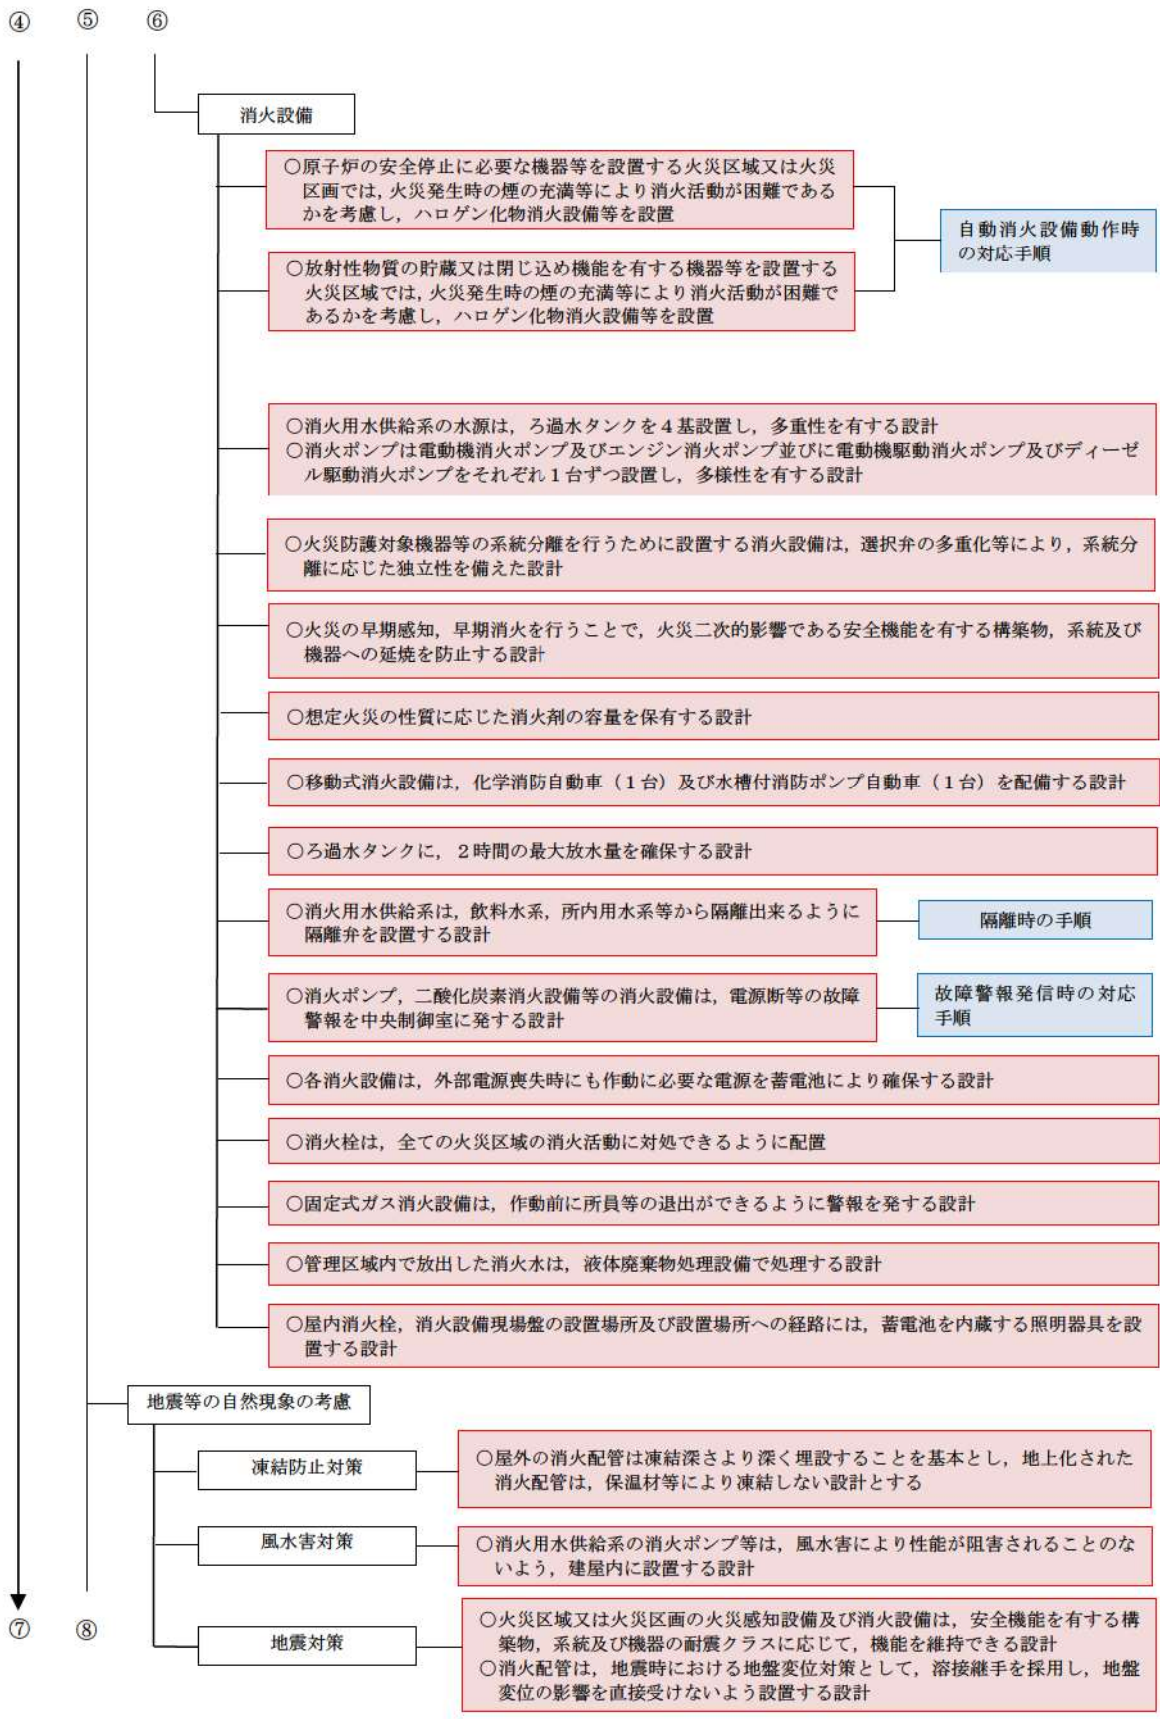 ④ ⑤ ⑥
消火設備
○原子炉の安全停止に必要な機器等を設置する火災区域又は火災
区画では，火災発生時の煙の充満等により消火活動が困難である
かを考慮し，ハロゲン化物消火設備等を設置
自動消火設備動作時
の対応手順
○放射性物質の貯蔵又は閉じ込め機能を有する機器等を設置する
火災区域では，火災発生時の煙の充満等により消火活動が困難で
あるかを考慮し，ハロゲン化物消火設備等を設置
○消火用水供給系の水源は，ろ過水タンクを４基設置し，多重性を有する設計
○消火ポンプは電動機消火ポンプ及びエンジン消火ポンプ並びに電動機駆動消火ポンプ及びディーゼ
ル駆動消火ポンプをそれぞれ１台ずつ設置し，多様性を有する設計
○火災防護対象機器等の系統分離を行うために設置する消火設備は，選択弁の多重化等により，系統分
離に応じた独立性を備えた設計
○火災の早期感知，早期消火を行うことで，火災二次的影響である安全機能を有する構築物，系統及び
機器への延焼を防止する設計
○想定火災の性質に応じた消火剤の容量を保有する設計
○移動式消火設備は，化学消防自動車（１台）及び水槽付消防ポンプ自動車（１台）を配備する設計
○ろ過水タンクに，２時間の最大放水量を確保する設計
○消火用水供給系は，飲料水系，所内用水系等から隔離出来るように
隔離弁を設置する設計
隔離時の手順
○消火ポンプ，二酸化炭素消火設備等の消火設備は，電源断等の故障
警報を中央制御室に発する設計
故障警報発信時の対応
手順
○各消火設備は，外部電源喪失時にも作動に必要な電源を蓄電池により確保する設計
○消火栓は，全ての火災区域の消火活動に対処できるように配置
○固定式ガス消火設備は，作動前に所員等の退出ができるように警報を発する設計
○管理区域内で放出した消火水は，液体廃棄物処理設備で処理する設計
○屋内消火栓，消火設備現場盤の設置場所及び設置場所への経路には，蓄電池を内蔵する照明器具を設
置する設計
地震等の自然現象の考慮
凍結防止対策
○屋外の消火配管は凍結深さより深く埋設することを基本とし，地上化された
消火配管は，保温材等により凍結しない設計とする
風水害対策
○消火用水供給系の消火ポンプ等は，風水害により性能が阻害されることのな
いよう，建屋内に設置する設計
地震対策
○火災区域又は火災区画の火災感知設備及び消火設備は，安全機能を有する構
築物，系統及び機器の耐震クラスに応じて，機能を維持できる設計
○消火配管は，地震時における地盤変位対策として，溶接継手を採用し，地盤
変位の影響を直接受けないよう設置する設計
⑦ ⑧